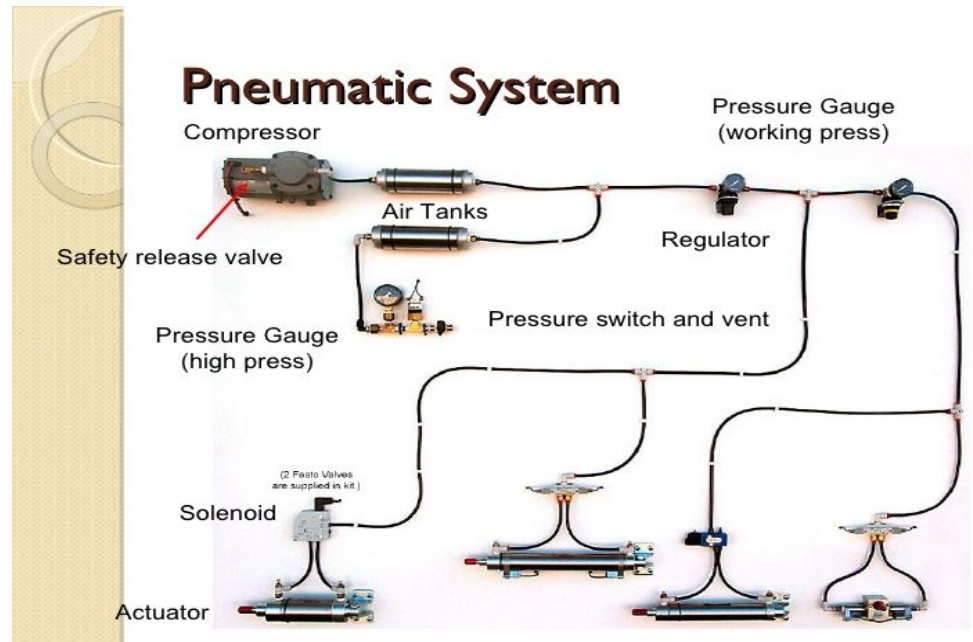 Pneumatic System
Pressure Gauge
(working press)
Compressor
Air Tanks
Regulator
Safety release valve
Pressure switch and vent
Pressure Gauge
(high press)
(2 Festo Valves
are supplied in kit.)
Solenoid
Actuator